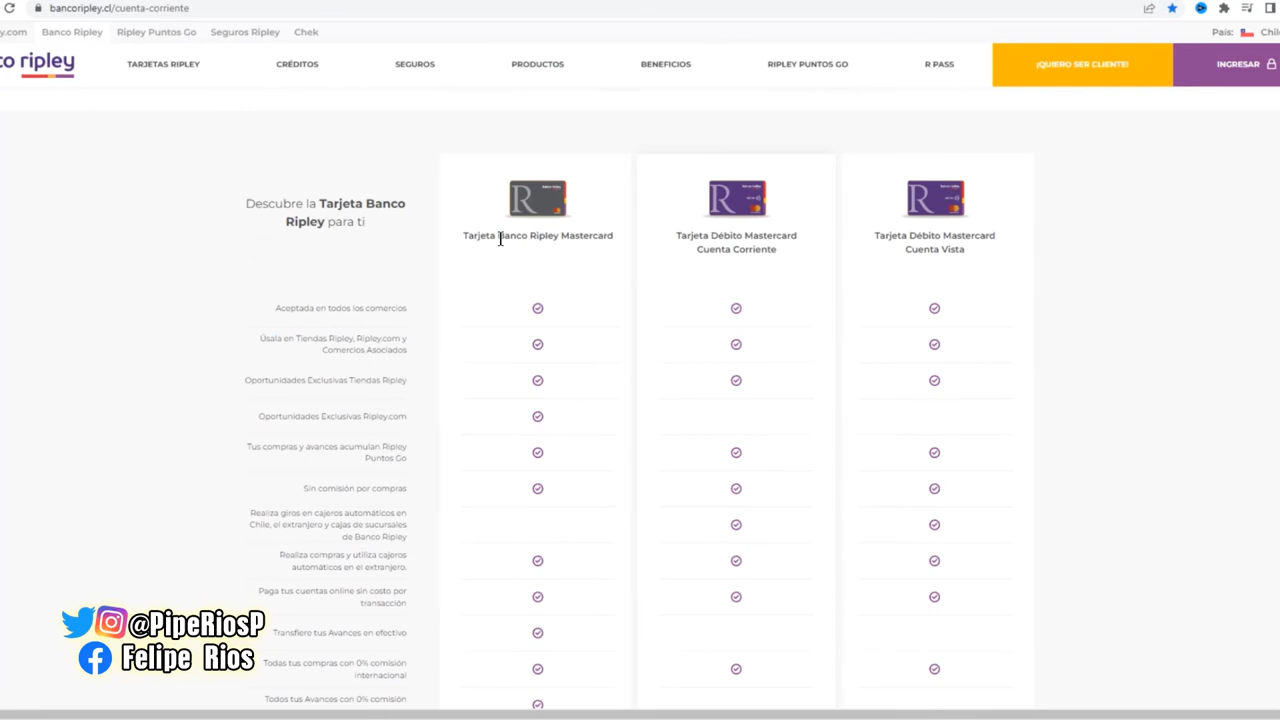 bancoripley.cl/cuenta-corriente
y.com
Banco Ripley
Ripley Puntos Go
Seguros Ripley
Chek
País:
Chil
co ripley
TARJETAS RIPLEY
CRÉDITOS
SEGUROS
PRODUCTOS
BENEFICIOS
RIPLEY PUNTOS GO
R PASS
¡QUIERO SER CLIENTE!
INGRESAR
Descubre la Tarjeta Banco
Ripley para ti
Tarjeta Banco Ripley Mastercard
Tarjeta Débito Mastercard
Cuenta Corriente
Tarjeta Débito Mastercard
Cuenta Vista
Aceptada en todos los comercios
Úsala en Tiendas Ripley, Ripley.com y
Comercios Asociados
Oportunidades Exclusivas Tiendas Ripley
Oportunidades Exclusivas Ripley.com
Tus compras y avances acumulan Ripley
Puntos Go
Sin comisión por compras
Realiza giros en cajeros automáticos en
Chile, el extranjero y cajas de sucursales
de Banco Ripley
Realiza compras y utiliza cajeros
automáticos en el extranjero.
Paga tus cuentas online sin costo por
transacción
Transfiere tus Avances en efectivo
Todas tus compras con 0% comisión
internacional
Todos tus Avances con 0% comisión
@PipeRiosP
Felipe Rios